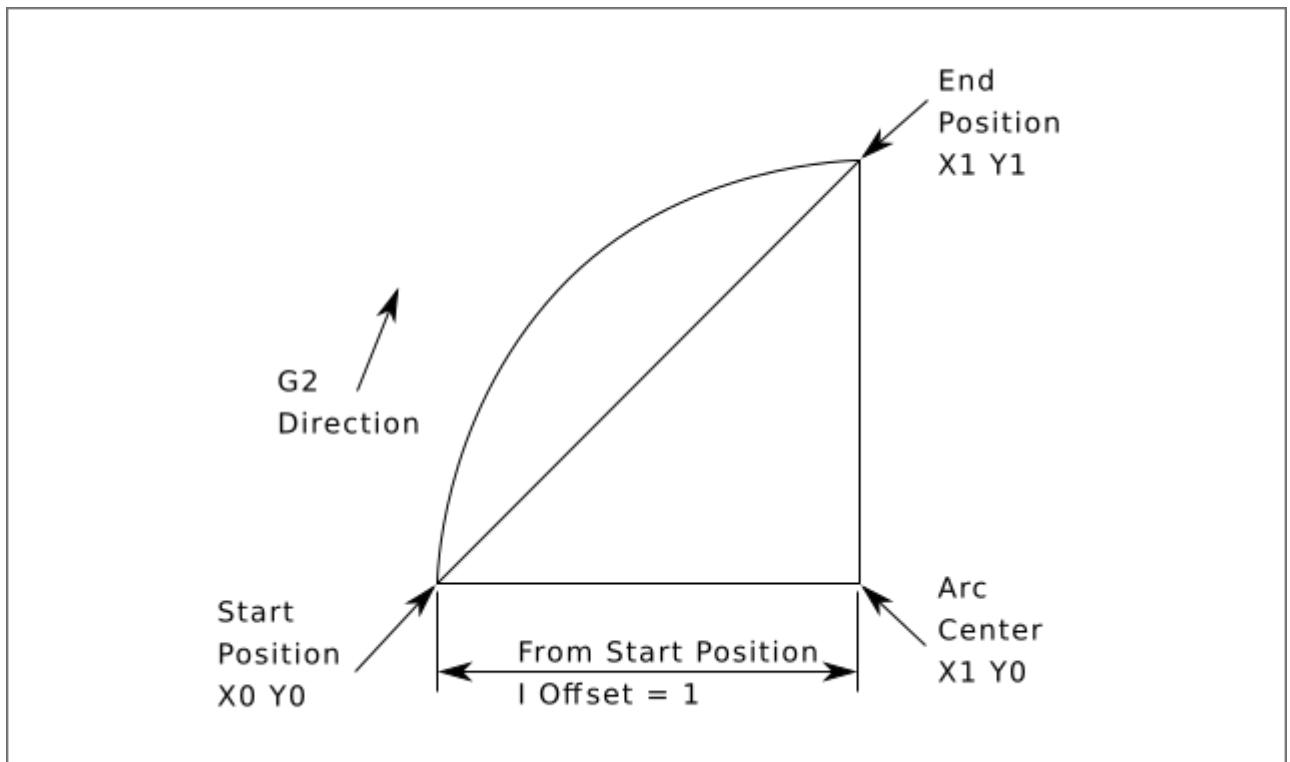 End
Position
X1 Y1
G2
Direction
Start
Position
X0 Y0
From Start Position
I Offset = 1
Arc
Center
X1 Y0